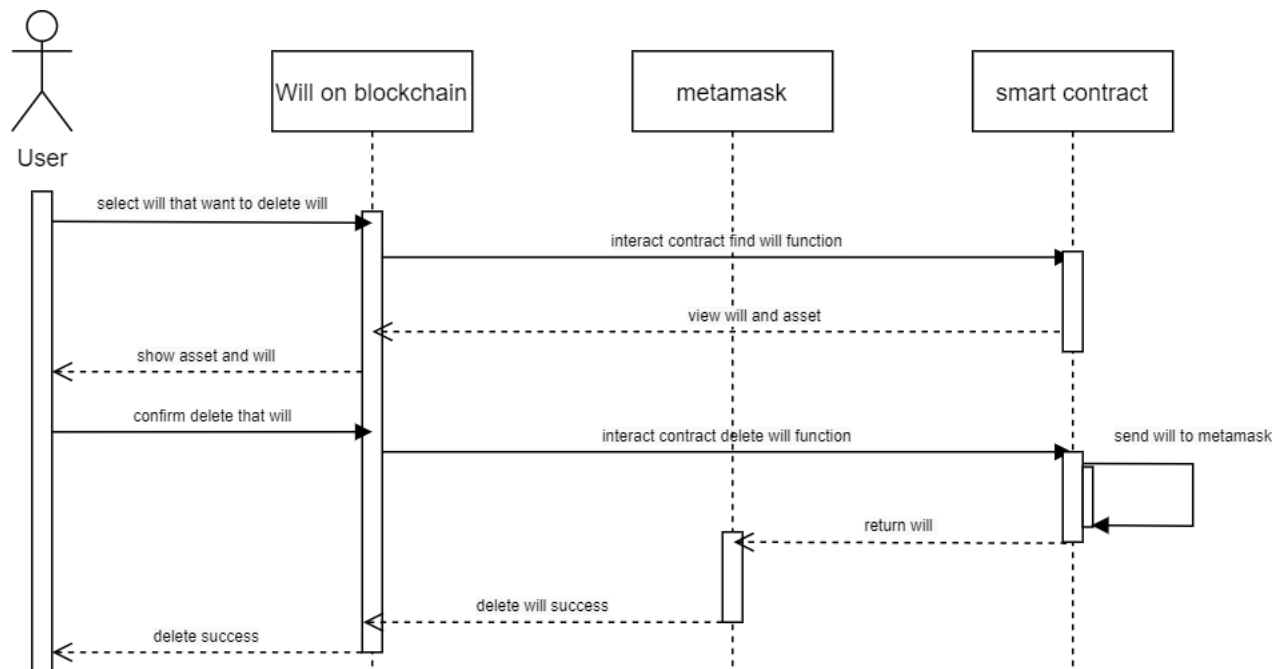 Will on blockchain
metamask
smart contract
User
select will that want to delete will
interact contract find will function
view will and asset
show asset and will
confirm delete that will
interact contract delete will function
send will to metamask
return will
delete will success
delete success